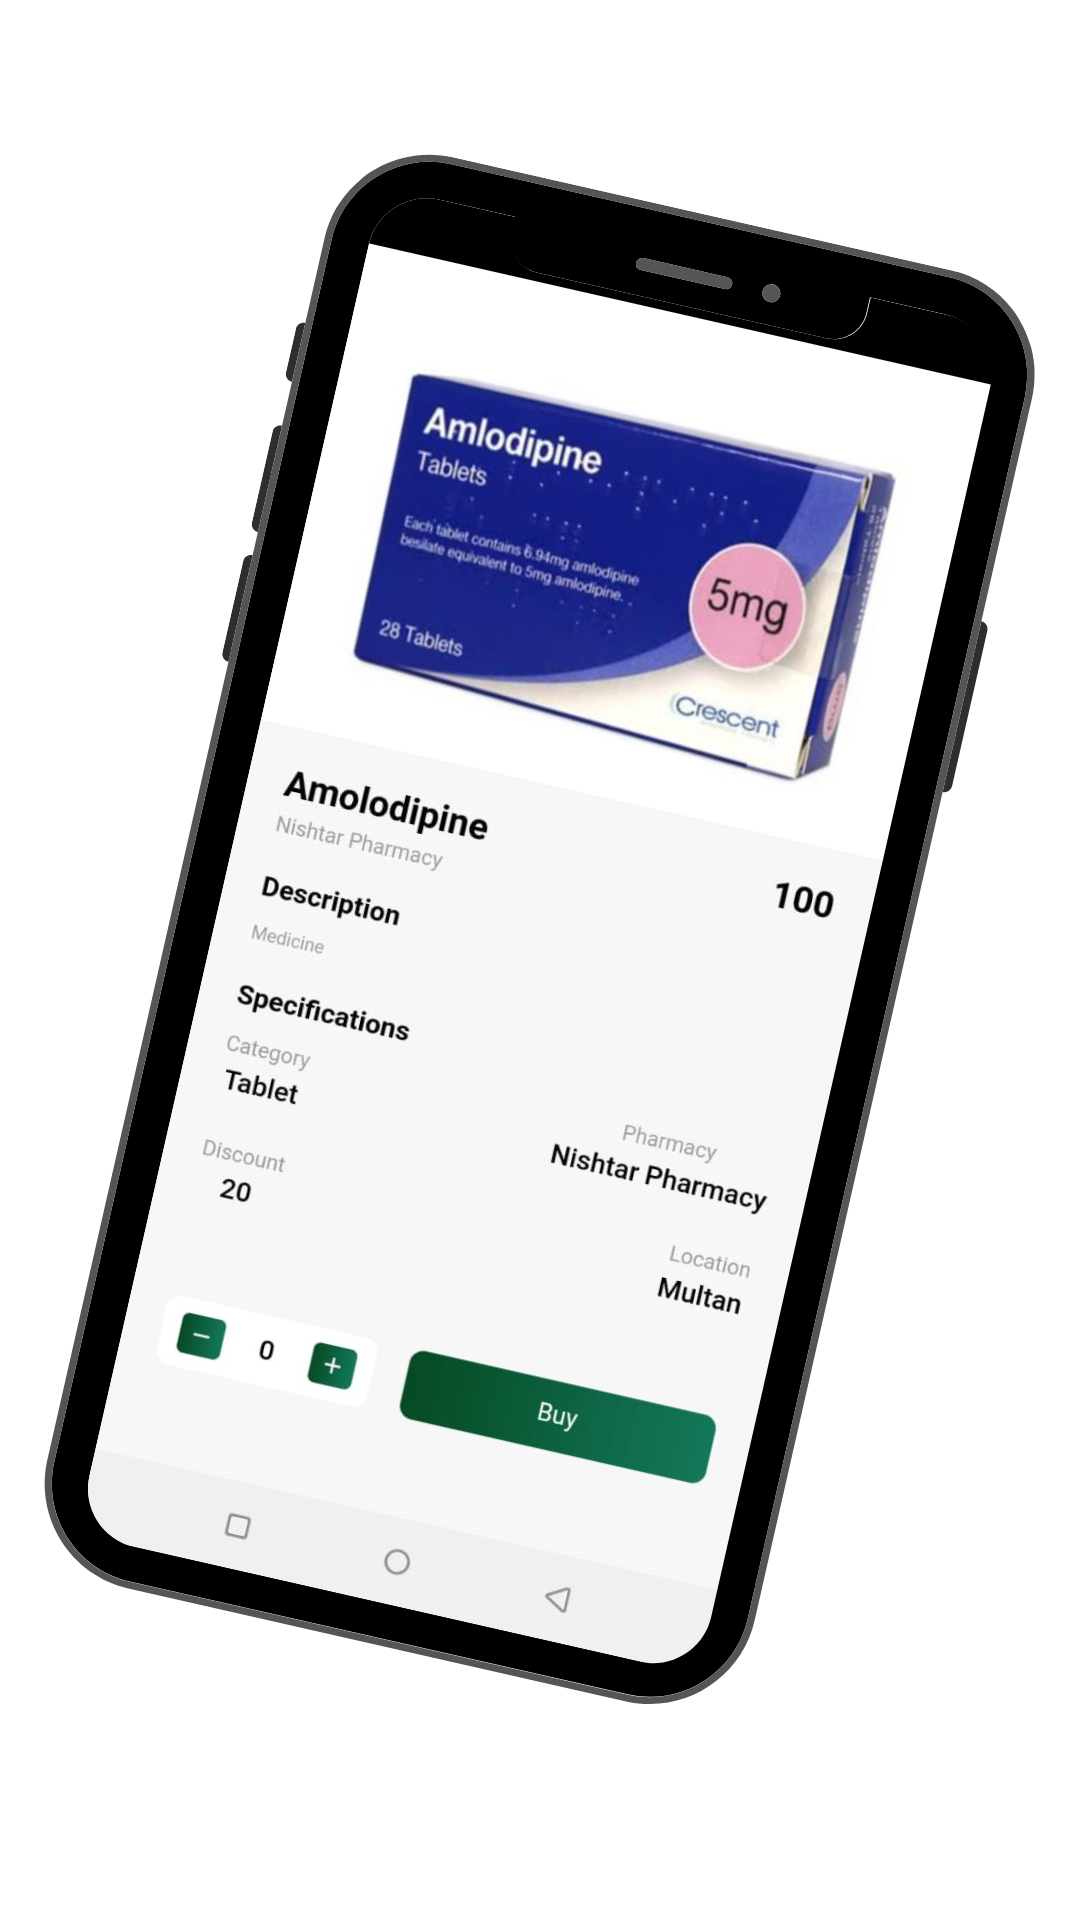 Amlodipine
Tablets
Each tablet contains 6.94mg amlodipine
besilate equivalent to 5mg amlodipine.
5mg
28 Tablets
Crescent
Amolodipine
Nishtar Pharmacy
100
Description
Medicine
Specifications
Category
Tablet
Pharmacy
Nishtar Pharmacy
Discount
20
Location
Multan
0
Buy